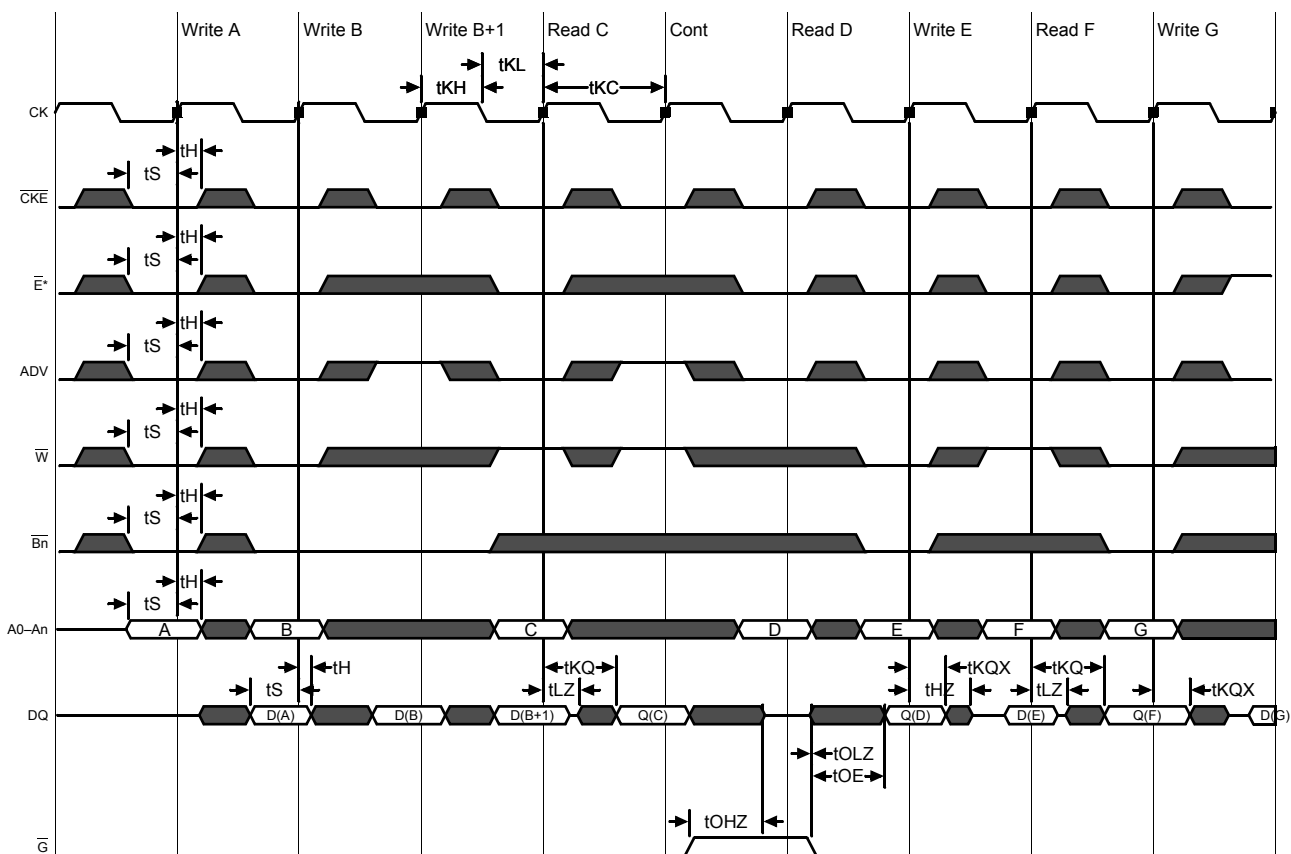 Write A Write B Write B+1 Read C Cont Read D Write E Read F Write G
tKL
tKH tKC
CK
tH
tS
CKE
tH
tS
E*
tH
tS
ADV
tH
tS
W
tH
tS
Bn
tH
tS
A0–An A B C D E F G
tH tKQ tKQX tKQ
tS tLZ tHZ tLZ tKQX
DQ D(A) D(B) D(B+1) Q(C) Q(D) D(E) Q(F) D(G)
tOLZ
tOE
tOHZ
G